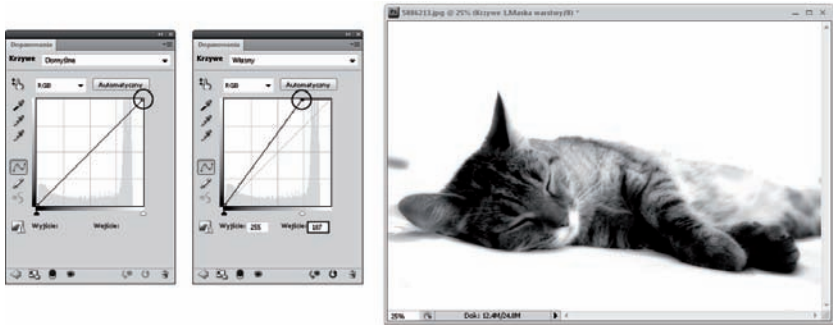 Dopasowania
Krzywe Domyślne
RGB Automatyczny
Wyjście: Wejście:
Dopasowania
Krzywe Własny
RGB Automatyczny
Wyjście: 255 Wejście: 187
5886213.jpg @ 25% (Krzywe 1,Maska warstwy/8) *
25% Dok: 12,4M/24,8M